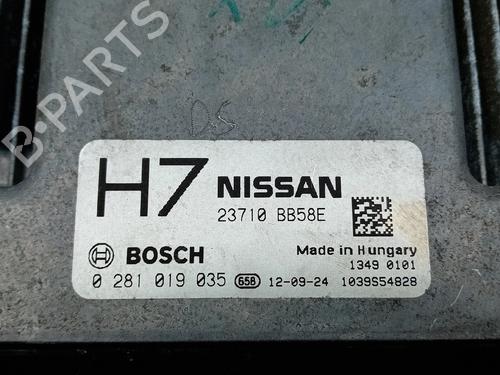 D.S
H7 NISSAN
23710 BB58E
BOSCH
Made in Hungary
1349 0101
0 281 019 035 658 12-09-24 1039S54828
B-PARTS